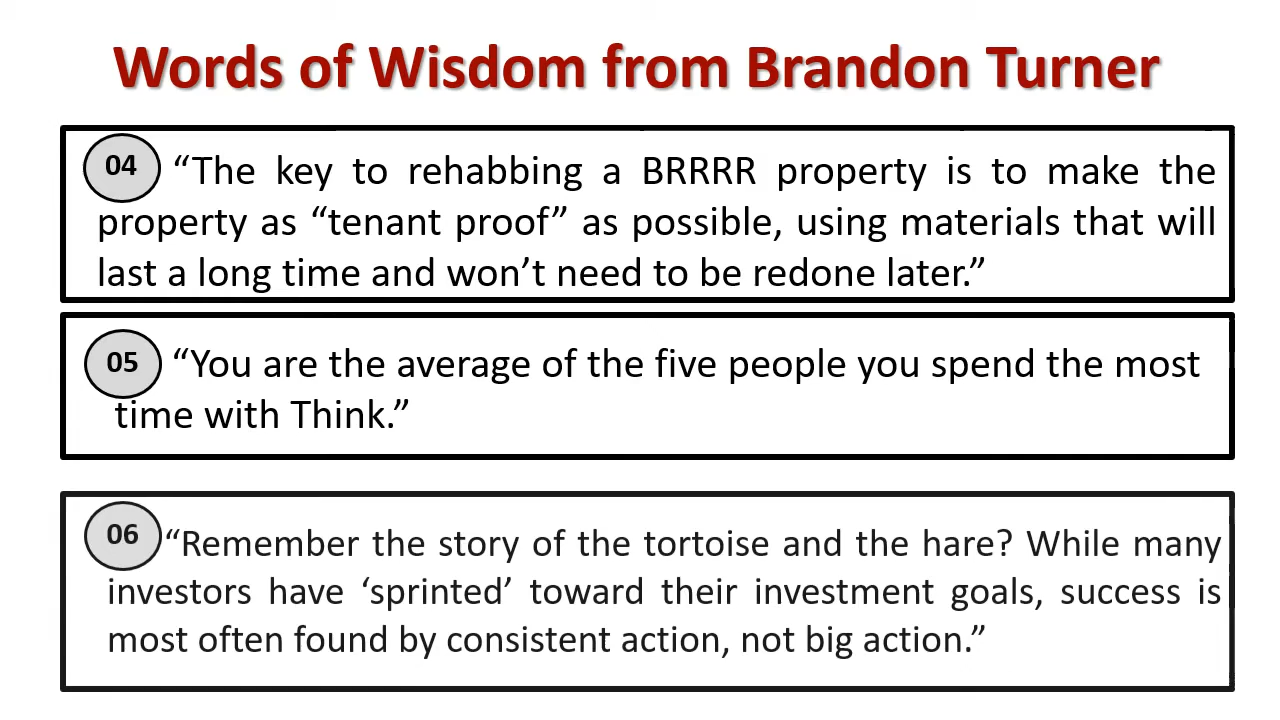 Words of Wisdom from Brandon Turner
04 “The key to rehabbing a BRRRR property is to make the
property as “tenant proof” as possible, using materials that will
last a long time and won’t need to be redone later.”
05 “You are the average of the five people you spend the most
time with Think.”
06 “Remember the story of the tortoise and the hare? While many
investors have ‘sprinted’ toward their investment goals, success is
most often found by consistent action, not big action.”